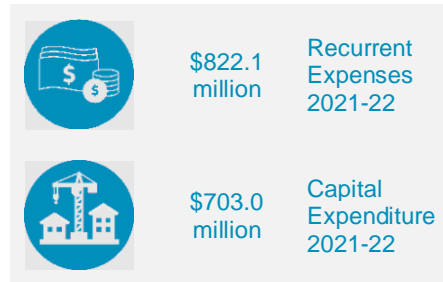 $822.1
million
Recurrent
Expenses
2021-22
$
$
$703.0
million
Capital
Expenditure
2021-22